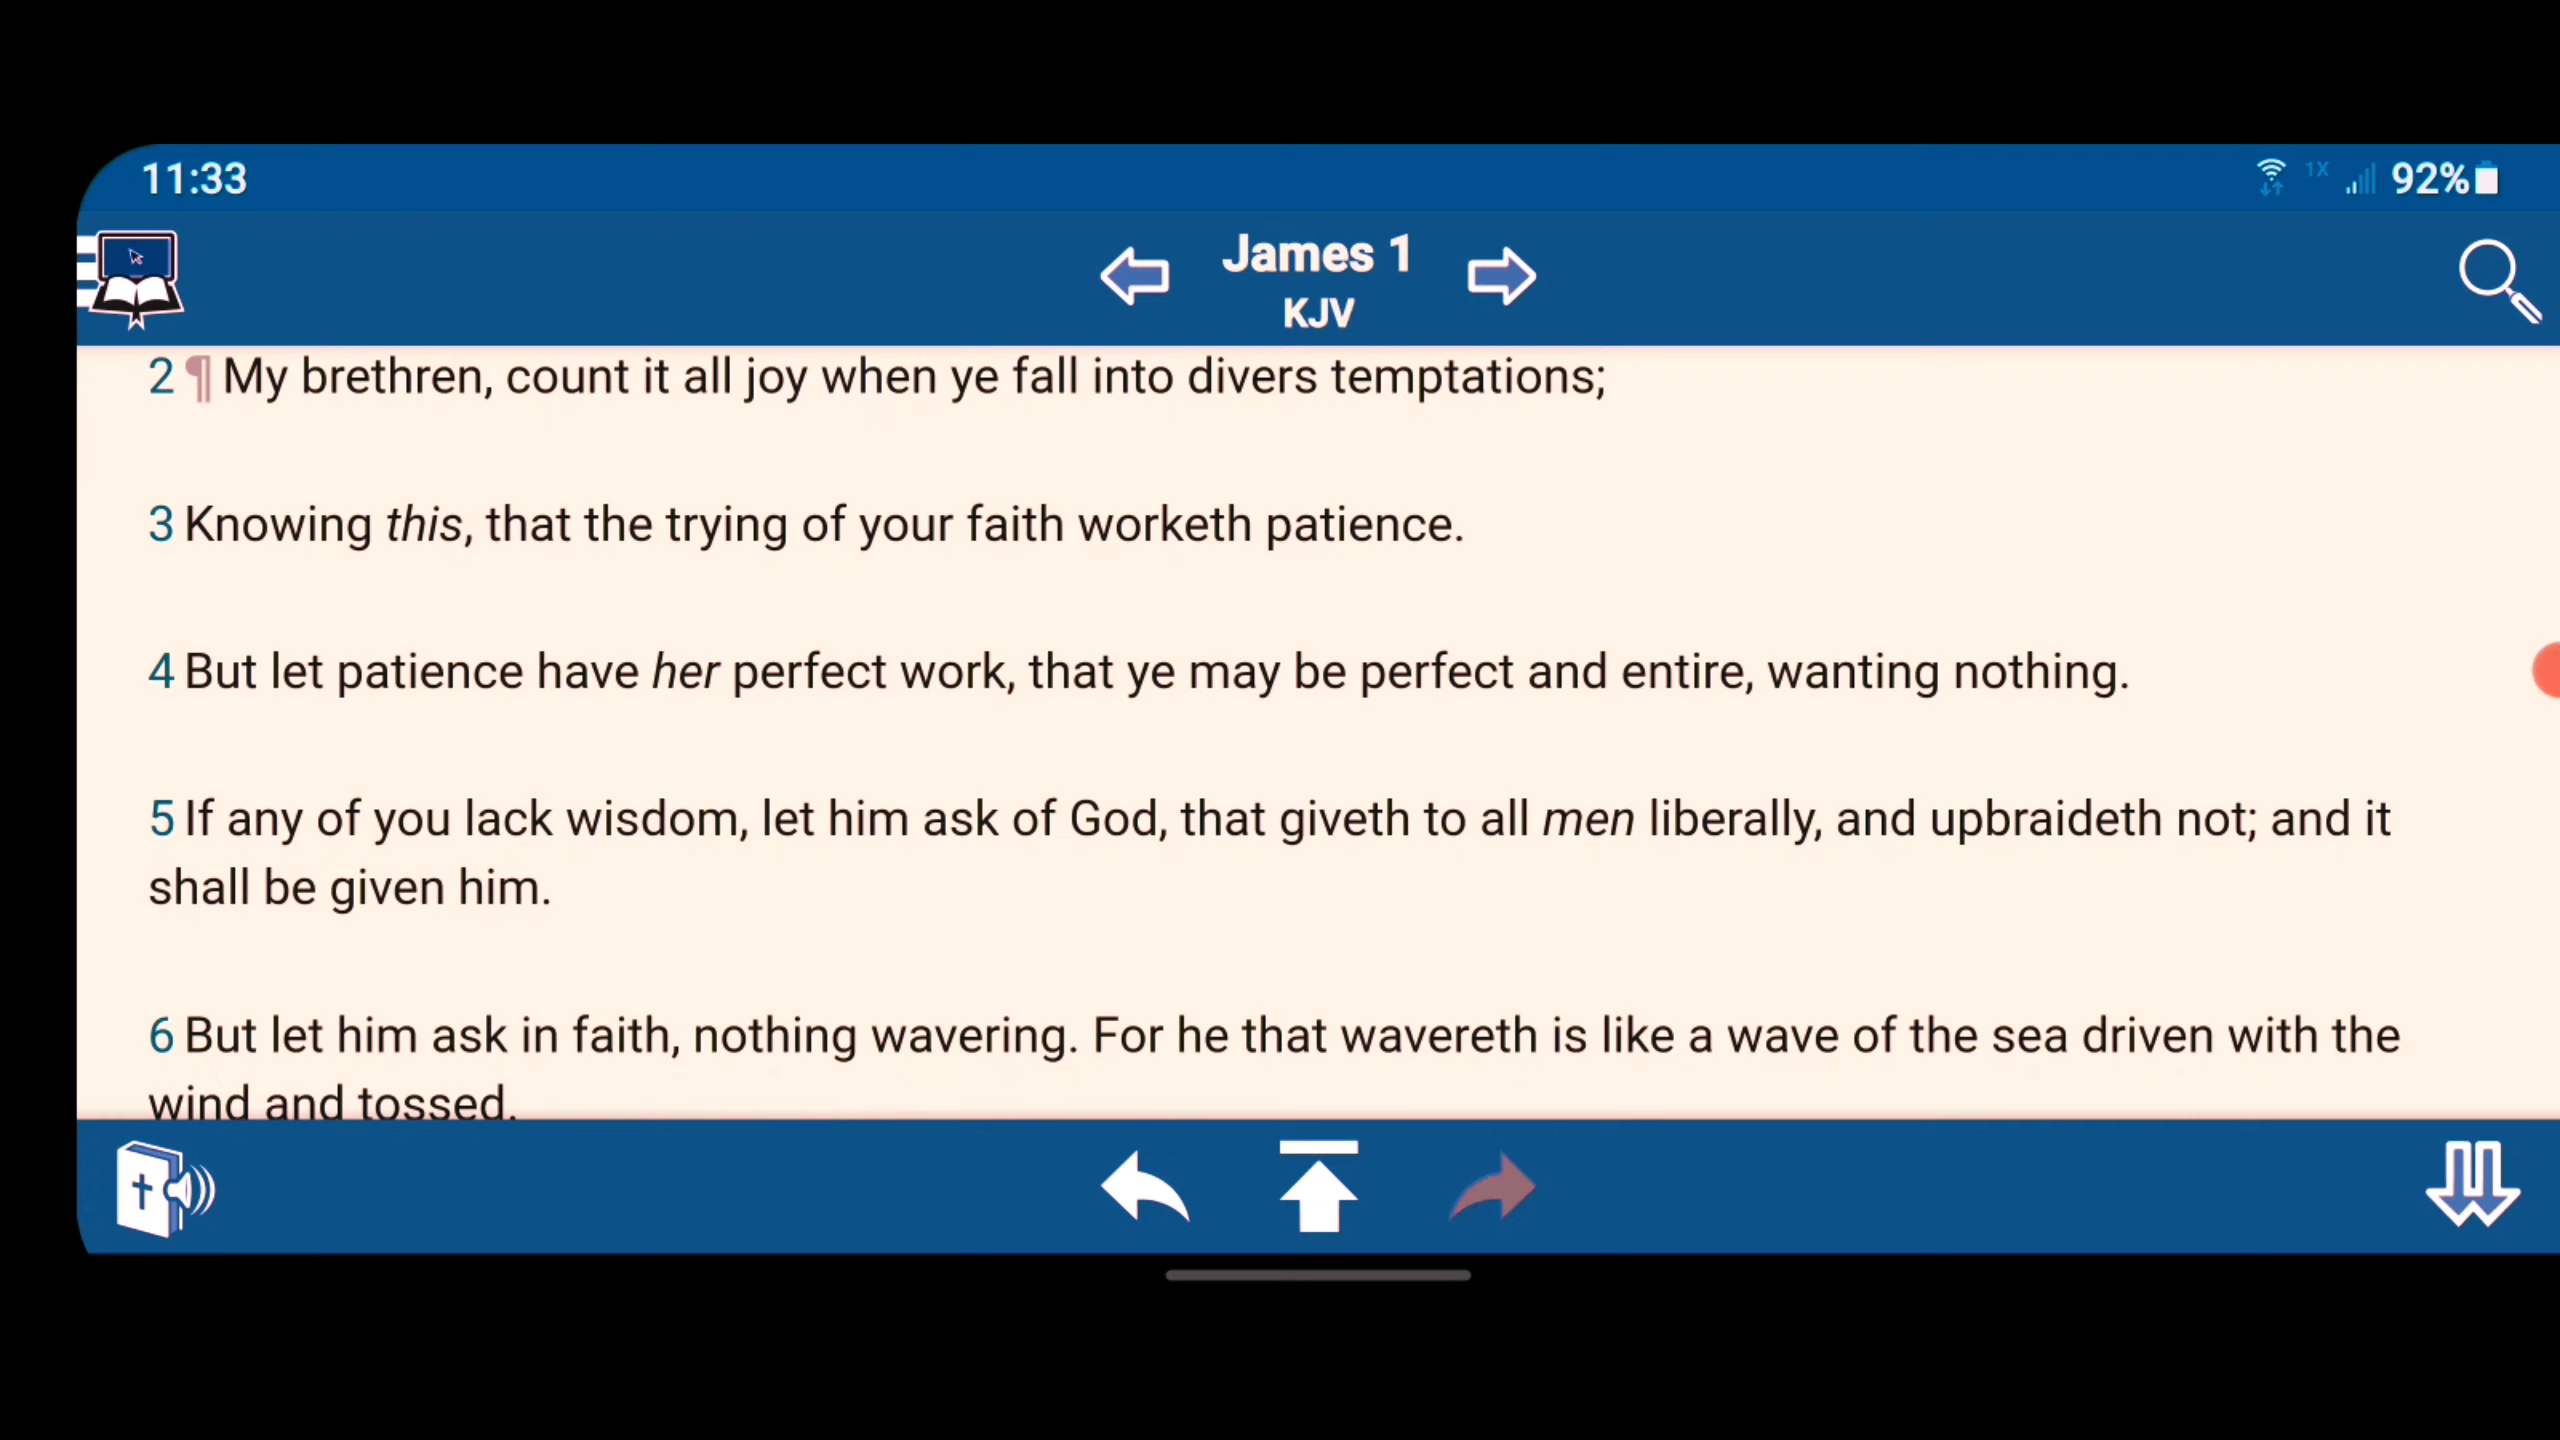 11:33
1X
92%
James 1
KJV
2 ¶ My brethren, count it all joy when ye fall into divers temptations;
3 Knowing this, that the trying of your faith worketh patience.
4 But let patience have her perfect work, that ye may be perfect and entire, wanting nothing.
5 If any of you lack wisdom, let him ask of God, that giveth to all men liberally, and upbraideth not; and it
shall be given him.
6 But let him ask in faith, nothing wavering. For he that wavereth is like a wave of the sea driven with the
wind and tossed.